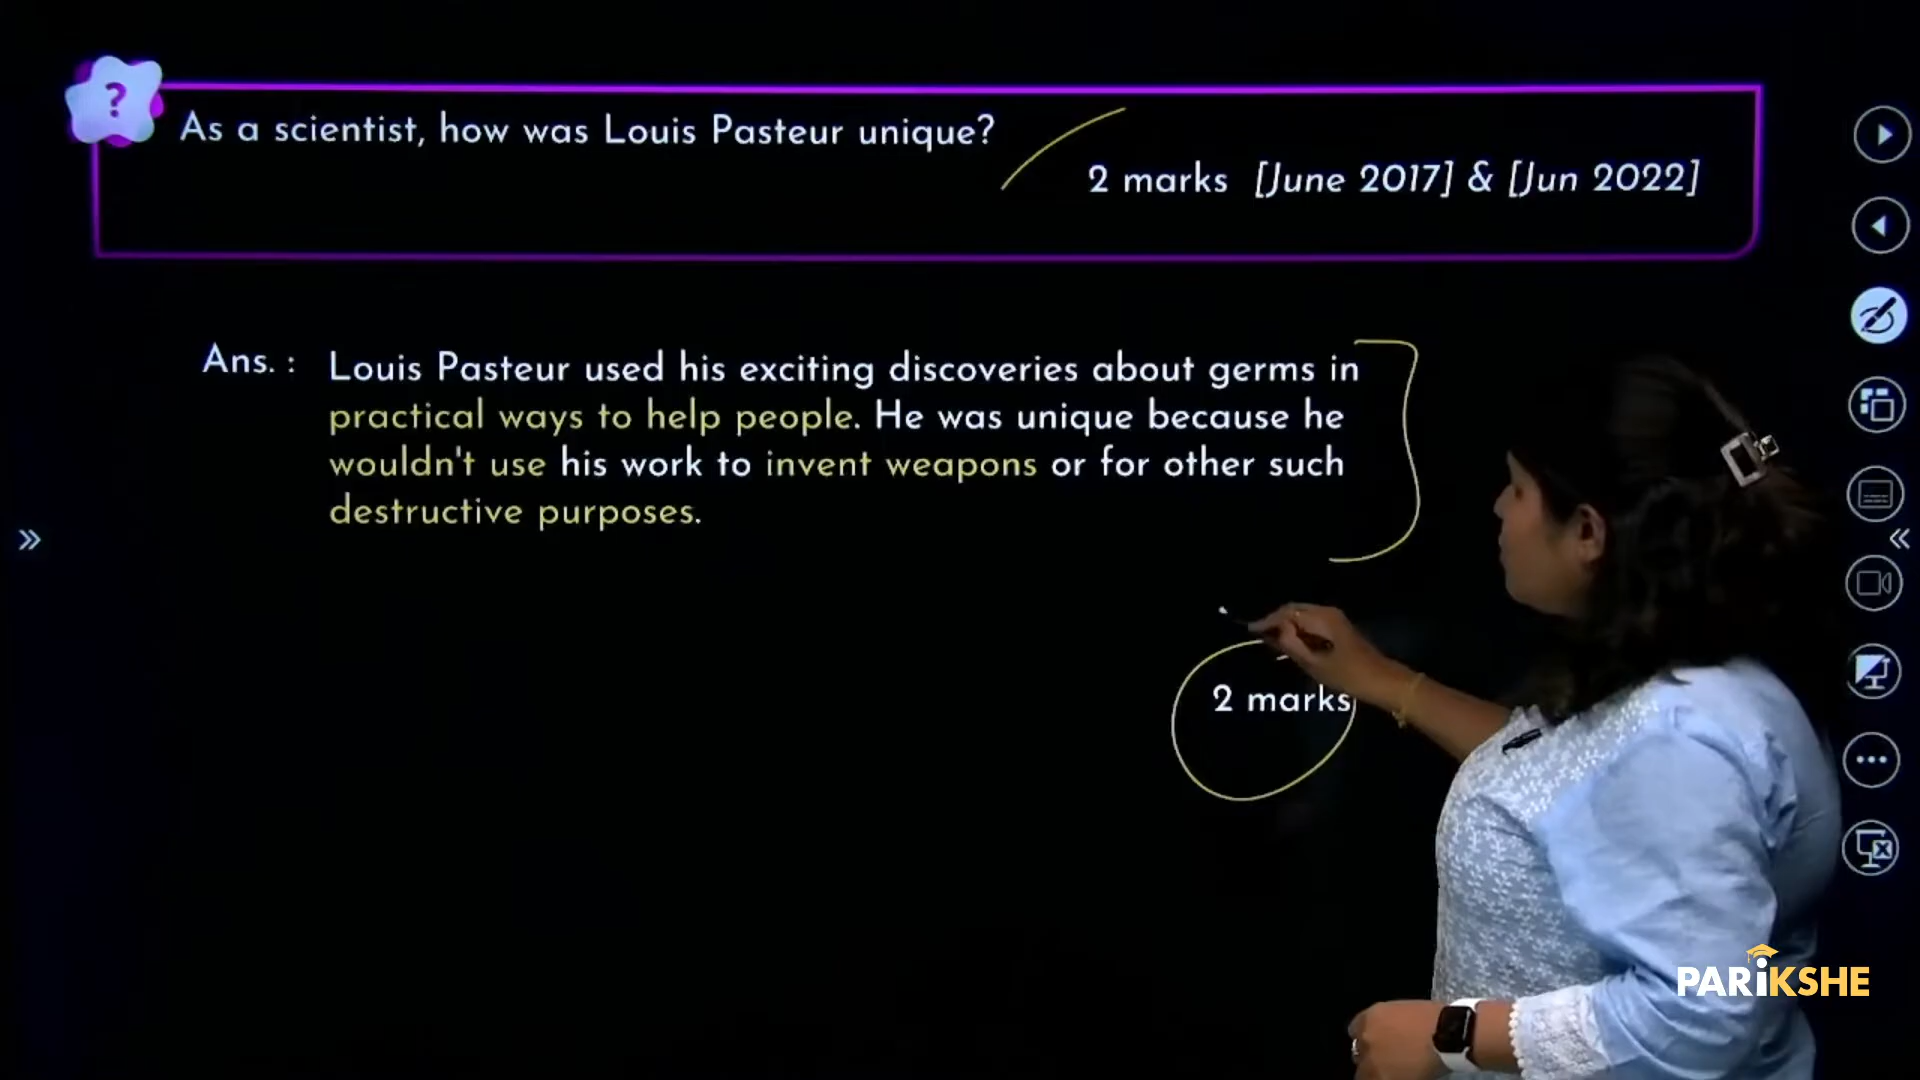 ?
As a scientist, how was Louis Pasteur unique?
2 marks [June 2017] & [Jun 2022]
Ans. : Louis Pasteur used his exciting discoveries about germs in
practical ways to help people. He was unique because he
wouldn't use his work to invent weapons or for other such
destructive purposes.
2 marks
PARiKSHE